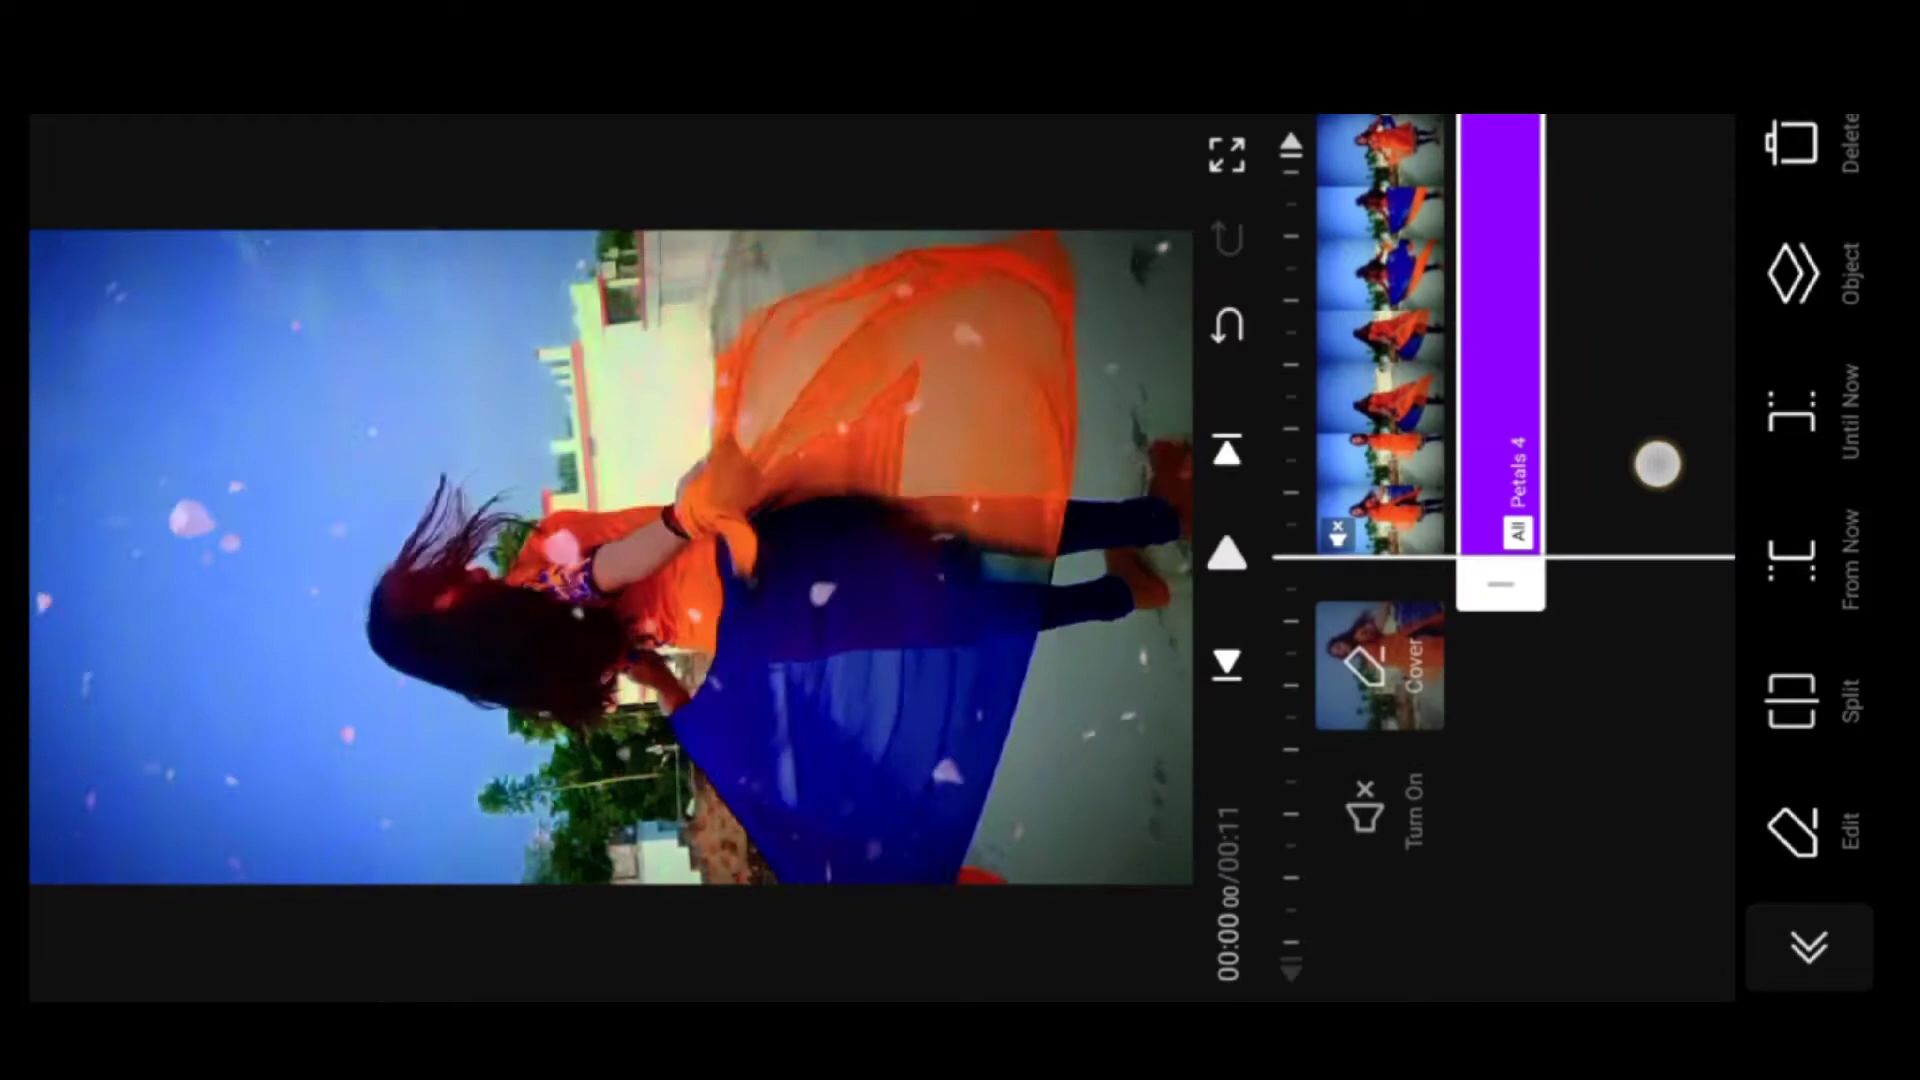 00:00 00/00:11
Turn On
Cover
All Petals 4
Edit
Split
From Now
Until Now
Object
Delete